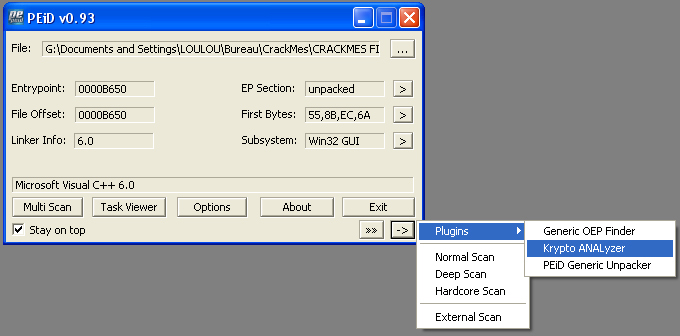 PEiD v0.93
File: G:\Documents and Settings\LOULOU\Bureau\CrackMes\CRACKMES FI ...
Entrypoint: 0000B650 EP Section: unpacked >
File Offset: 0000B650 First Bytes: 55,8B,EC,6A >
Linker Info: 6.0 Subsystem: Win32 GUI >
Microsoft Visual C++ 6.0
Multi Scan Task Viewer Options About Exit
Stay on top »» ->
Plugins
Normal Scan
Deep Scan
Hardcore Scan
External Scan
Generic OEP Finder
Krypto ANALyzer
PEiD Generic Unpacker